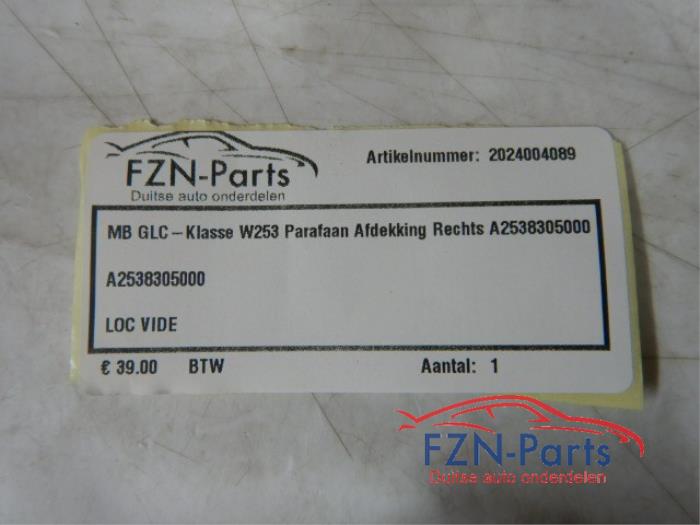 FZN-Parts
Duitse auto onderdelen
Artikelnummer: 2024004089
MB GLC-Klasse W253 Parafaan Afdekking Rechts A2538305000
A2538305000
LOC VIDE
€ 39.00 BTW Aantal: 1
FZN-Parts
Duitse auto onderdelen